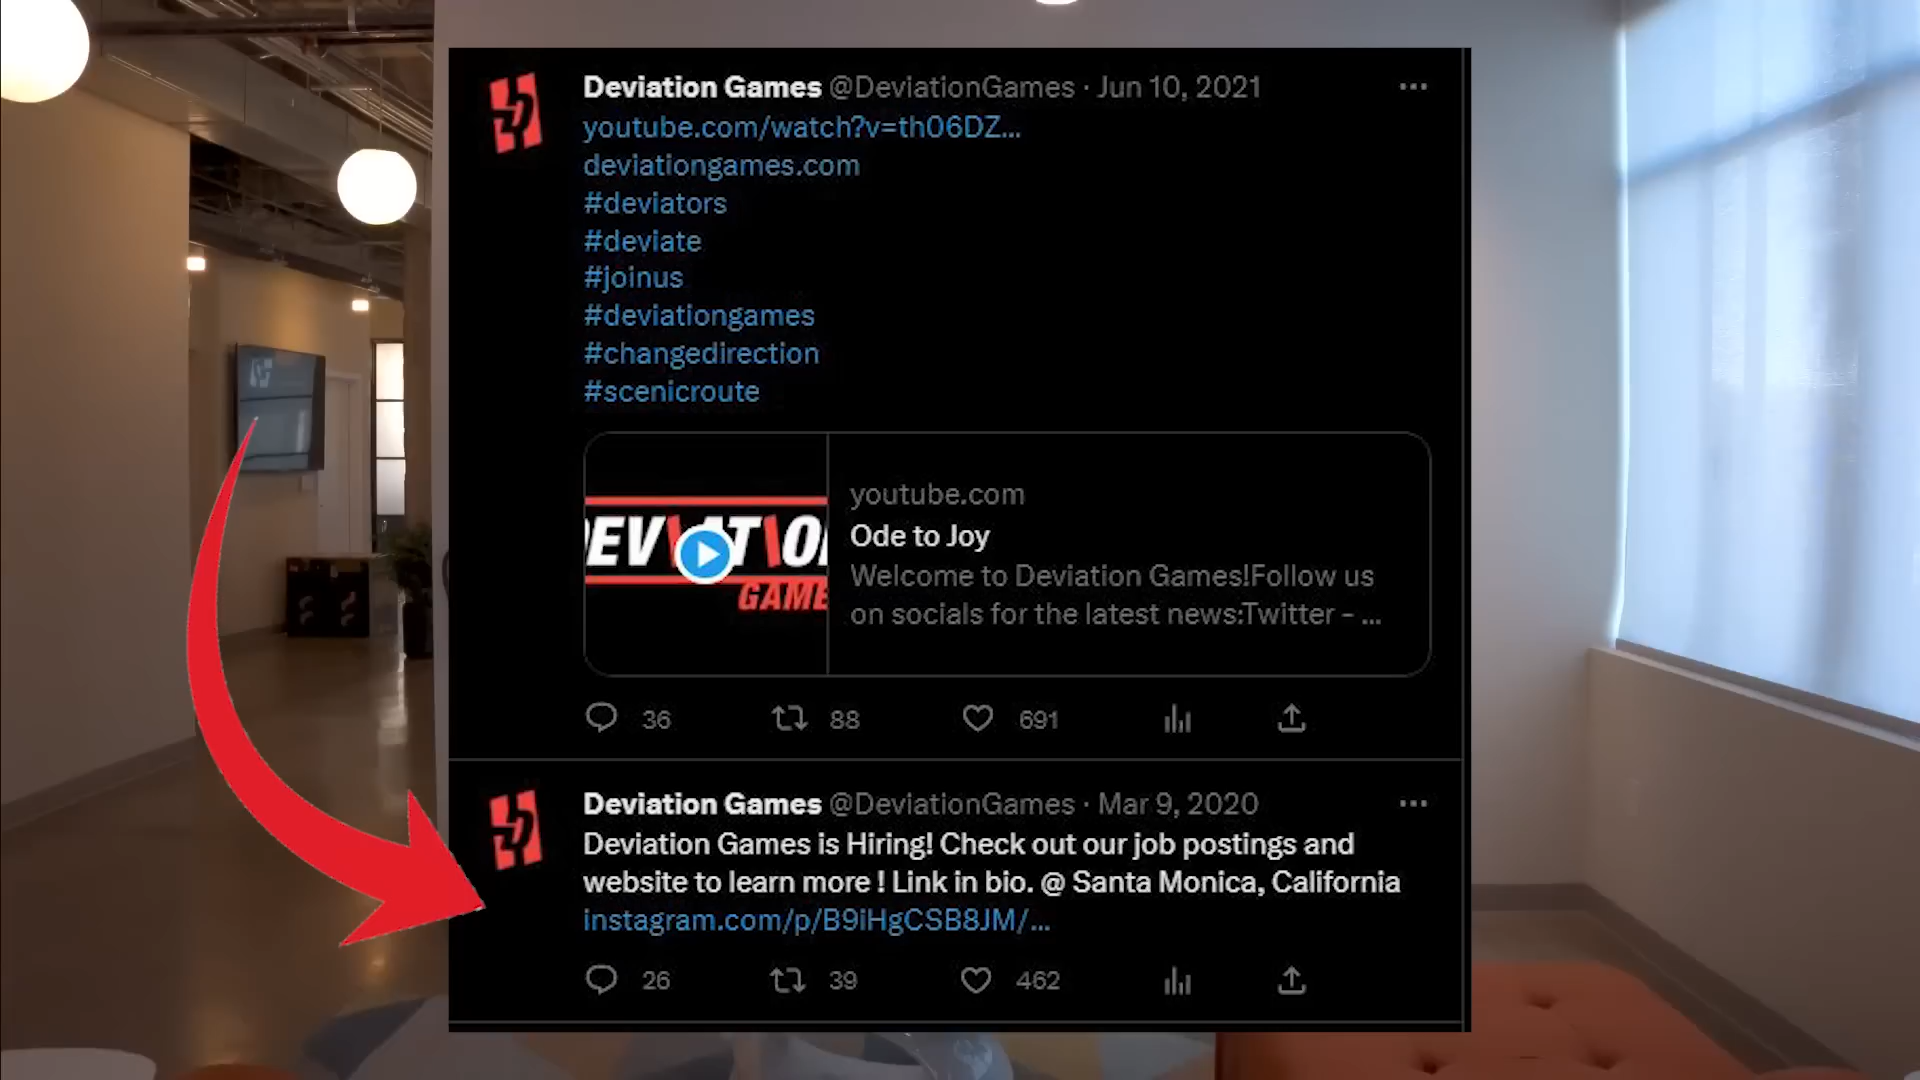 Deviation Games @DeviationGames · Jun 10, 2021
youtube.com/watch?v=th06DZ...
deviationgames.com
#deviators
#deviate
#joinus
#deviationgames
#changedirection
#scenicroute
DEVIATION
GAMES
youtube.com
Ode to Joy
Welcome to Deviation Games!Follow us
on socials for the latest news:Twitter - ...
36 88 691
Deviation Games @DeviationGames · Mar 9, 2020
Deviation Games is Hiring! Check out our job postings and
website to learn more ! Link in bio. @ Santa Monica, California
instagram.com/p/B9iHgCSB8JM/...
26 39 462